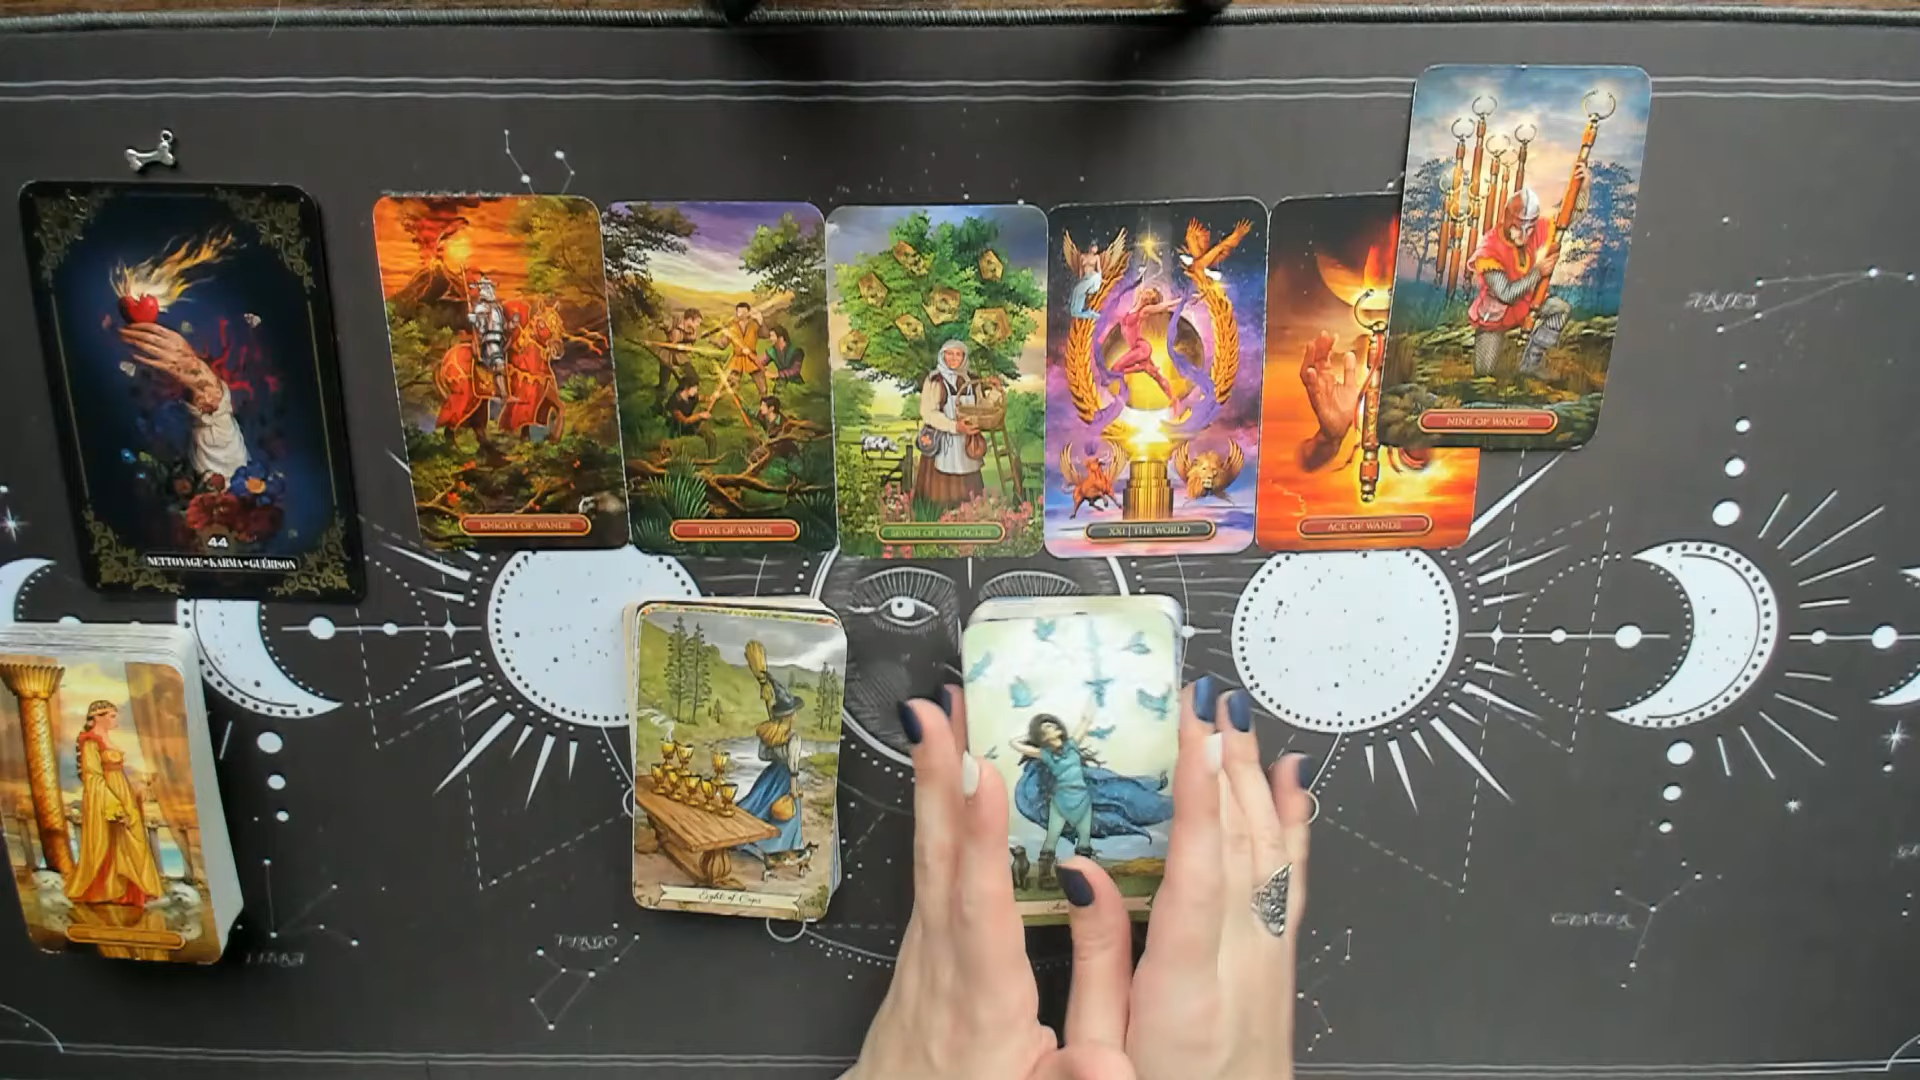 NINE OF WANDS
KNIGHT OF WANDS
FIVE OF WANDS
SEVEN OF PENTACLES
XXI | THE WORLD
ACE OF WANDS
44
NETTOYAGE•KARMA•GUÉRISON
ARIES
Eight of Cups
VIRGO
CANCER